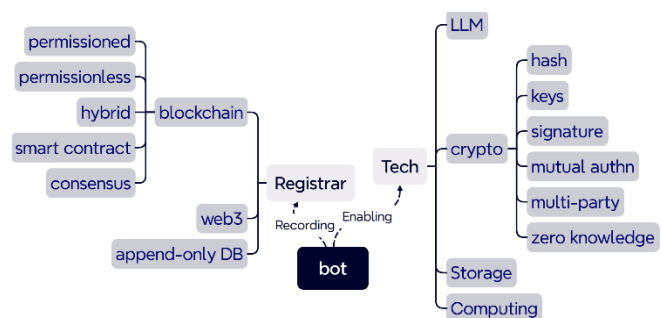 permissioned
permissionless
hybrid
smart contract
consensus
blockchain
web3
append-only DB
Registrar
Recording
Enabling
bot
Tech
LLM
crypto
hash
keys
signature
mutual authn
multi-party
zero knowledge
Storage
Computing